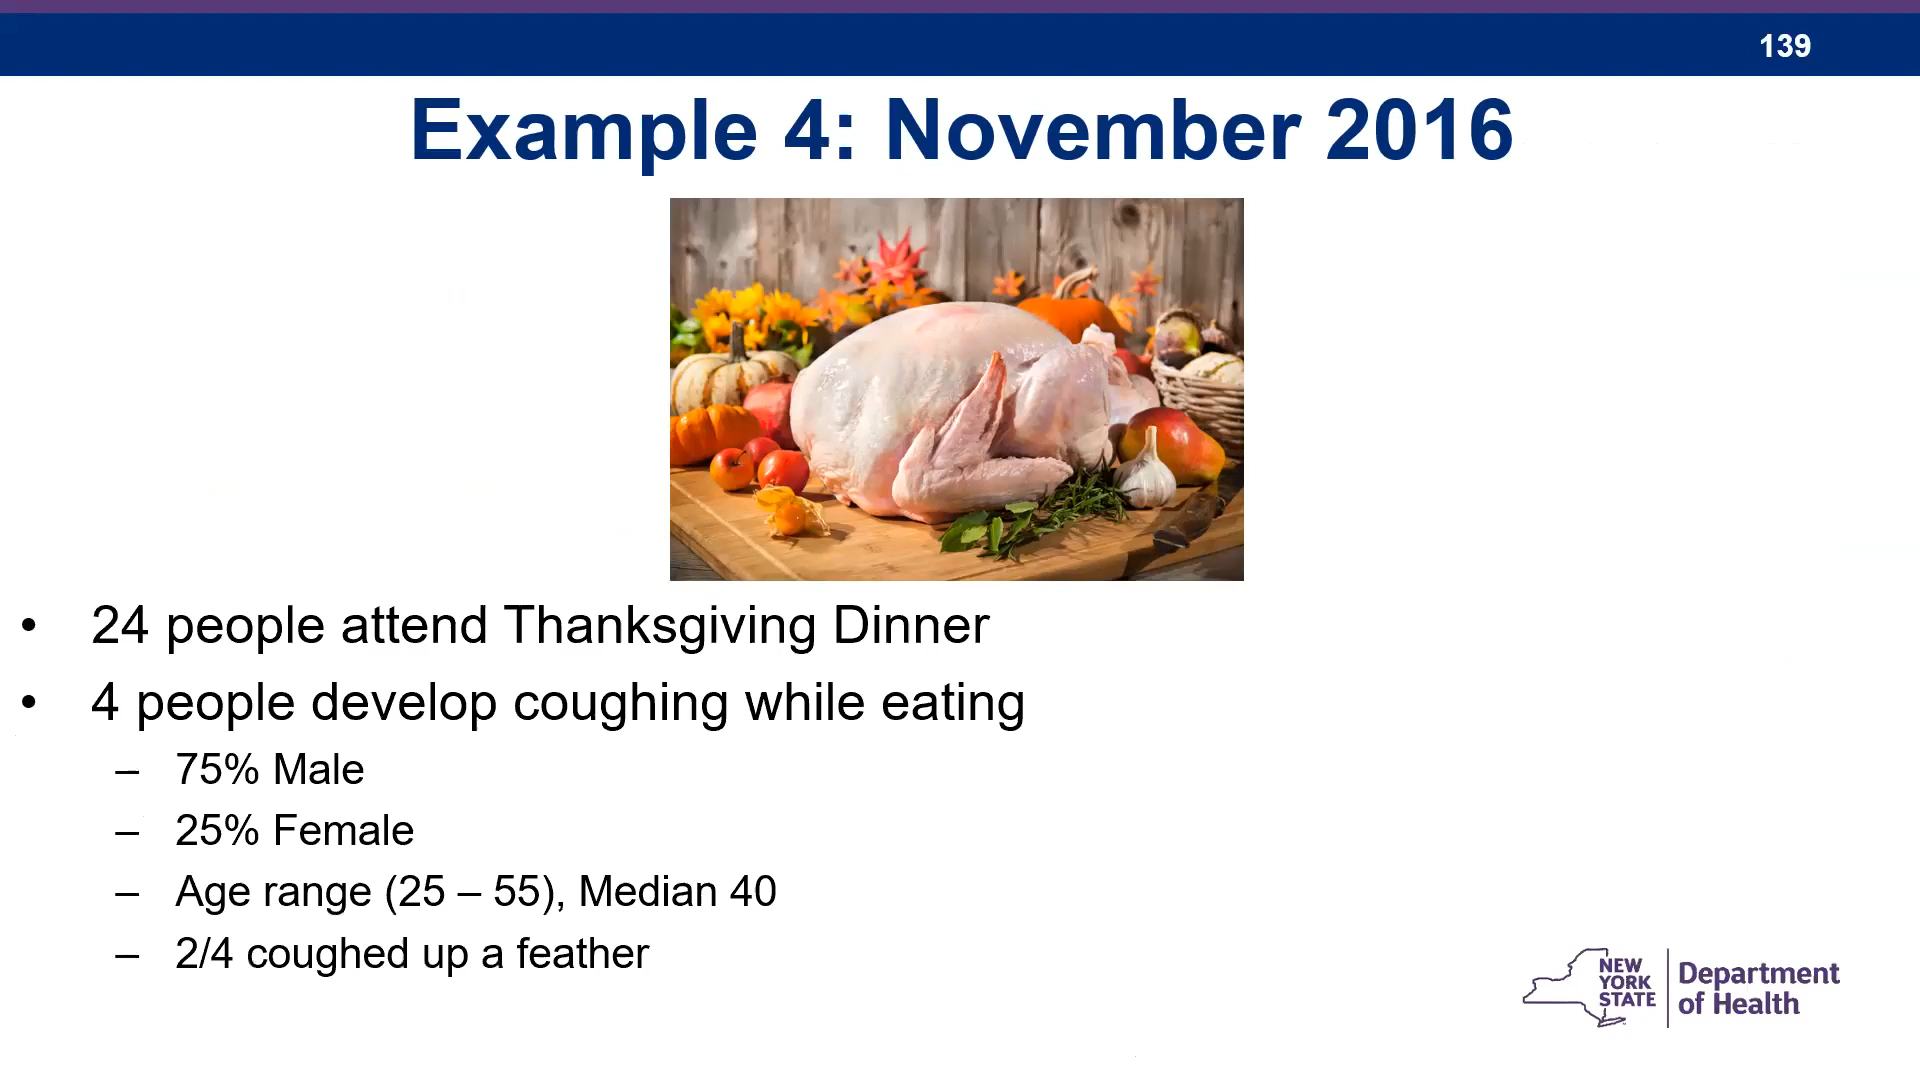 139
Example 4: November 2016
• 24 people attend Thanksgiving Dinner
• 4 people develop coughing while eating
– 75% Male
– 25% Female
– Age range (25 – 55), Median 40
– 2/4 coughed up a feather
NEW
YORK
STATE
Department
of Health